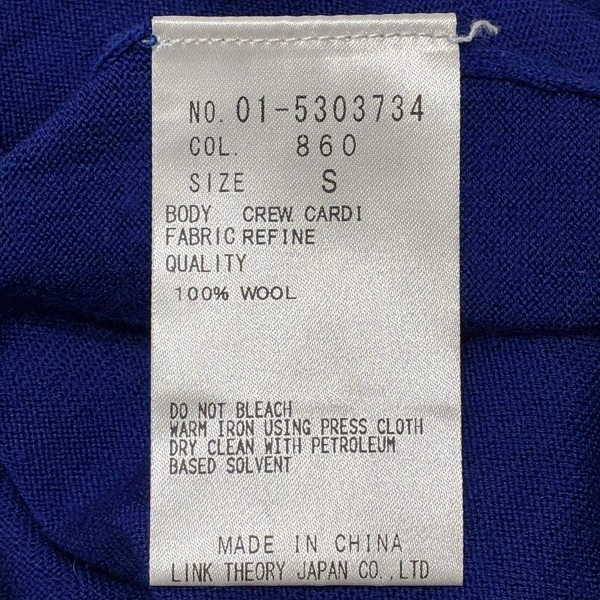 NO. 01-5303734
COL. 860
SIZE S
BODY CREW CARDI
FABRIC REFINE
QUALITY
100% WOOL
DO NOT BLEACH
WARM IRON USING PRESS CLOTH
DRY CLEAN WITH PETROLEUM
BASED SOLVENT
MADE IN CHINA
LINK THEORY JAPAN CO., LTD